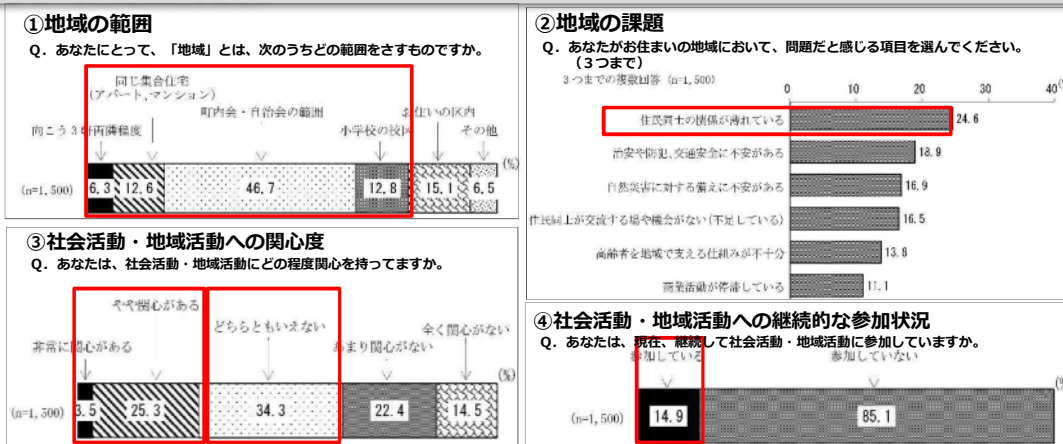 ①地域の範囲
Q．あなたにとって、「地域」とは、次のうちどの範囲をさすものですか。
同じ集合住宅
(アパート、マンション)
町内会・自治会の範囲
お住いの区内
向こう３軒両隣程度
小学校の校区
その他
(%)
(n=1,500)
6.3
12.6
46.7
12.8
15.1
6.5
②地域の課題
Q．あなたがお住まいの地域において、問題だと感じる項目を選んでください。
（３つまで）
３つまでの複数回答 (n=1,500)
0
10
20
30
40
住民同士の関係が薄れている
24.6
治安や防犯、交通安全に不安がある
18.9
自然災害に対する備えに不安がある
16.9
住民同士が交流する場や機会がない(不足している)
16.5
高齢者を地域で支える仕組みが不十分
13.8
商業活動が停滞している
11.1
③社会活動・地域活動への関心度
Q．あなたは、社会活動・地域活動にどの程度関心を持ってますか。
やや関心がある
どちらともいえない
全く関心がない
非常に関心がある
あまり関心がない
(%)
(n=1,500)
3.5
25.3
34.3
22.4
14.5
④社会活動・地域活動への継続的な参加状況
Q．あなたは、現在、継続して社会活動・地域活動に参加していますか。
参加している
参加していない
(n=1,500)
14.9
85.1